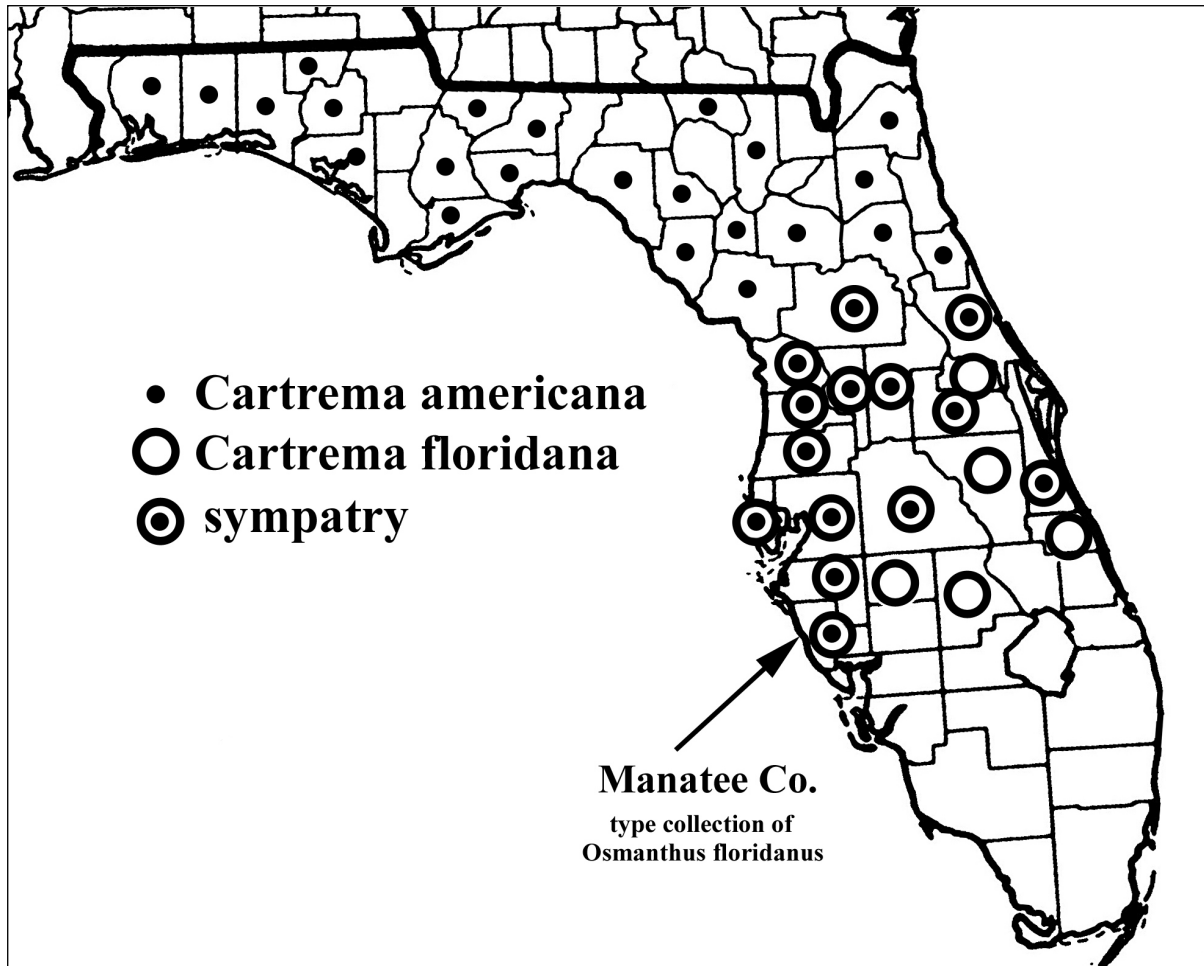 Cartrema americana
Cartrema floridana
sympatry
Manatee Co.
type collection of
Osmanthus floridanus